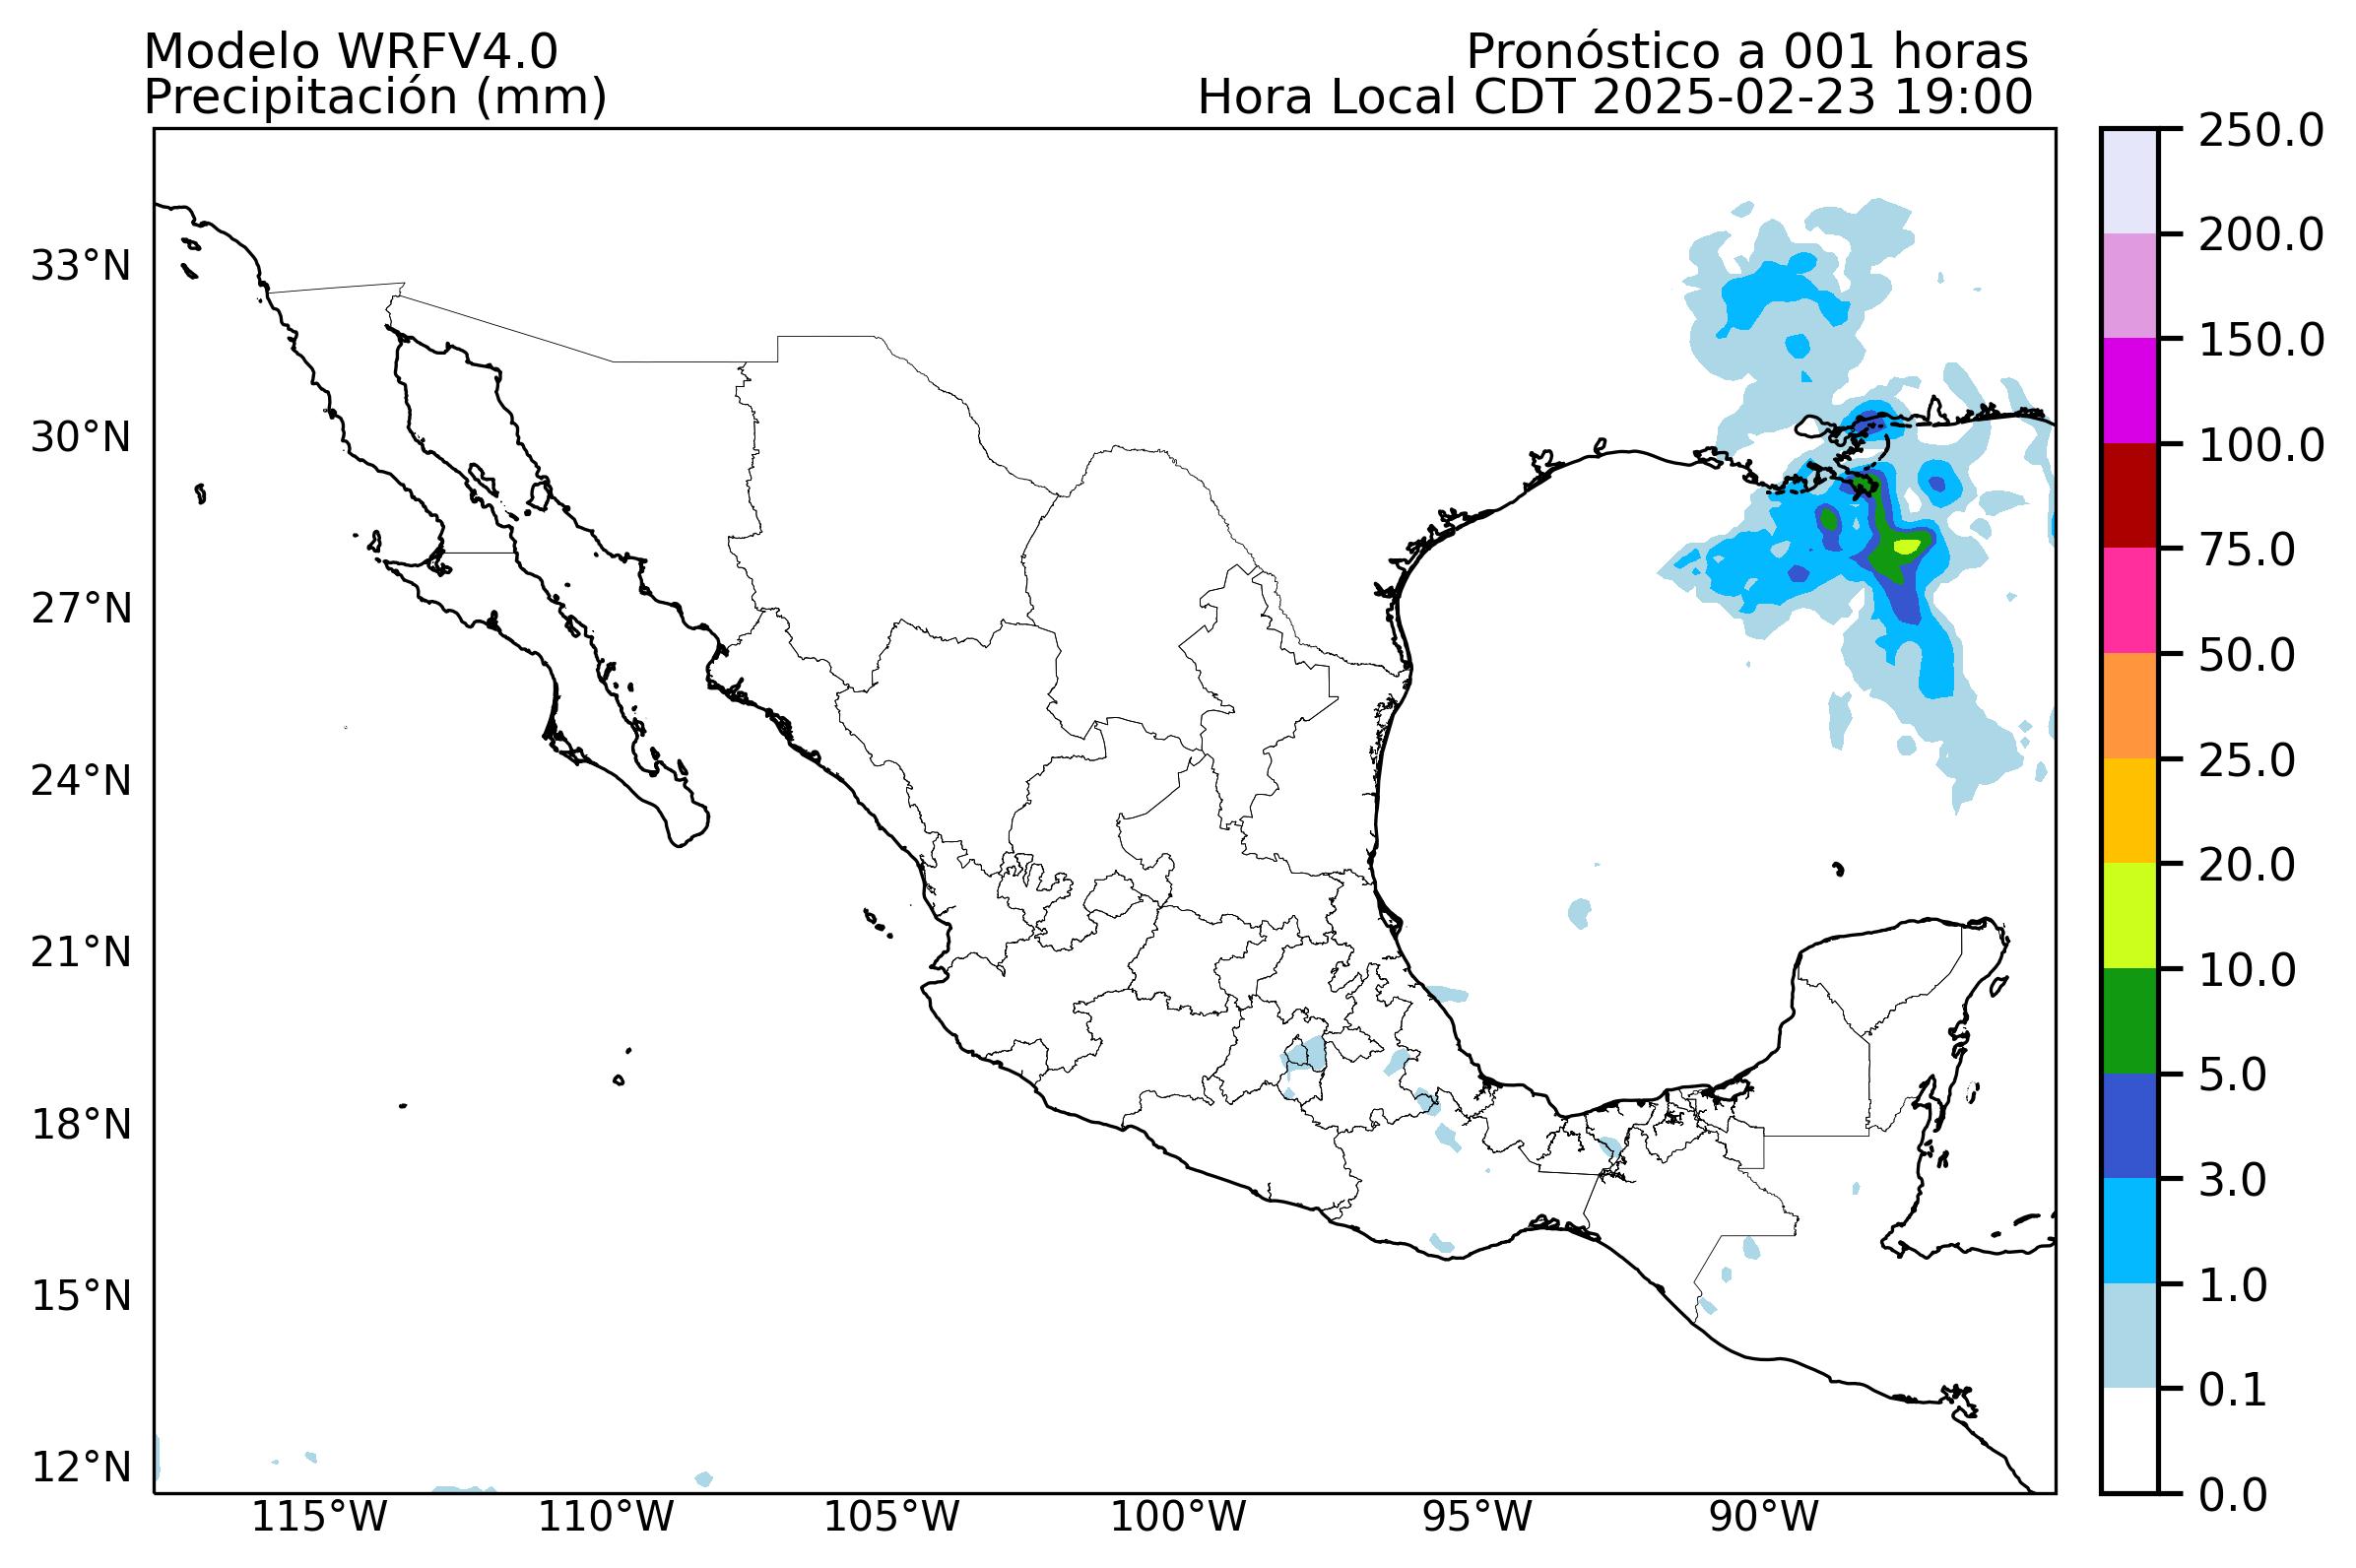 Modelo WRFV4.0
Precipitación (mm)
Pronóstico a 001 horas
Hora Local CDT 2025-02-23 19:00
33°N
30°N
27°N
24°N
21°N
18°N
15°N
12°N
115°W
110°W
105°W
100°W
95°W
90°W
250.0
200.0
150.0
100.0
75.0
50.0
25.0
20.0
10.0
5.0
3.0
1.0
0.1
0.0